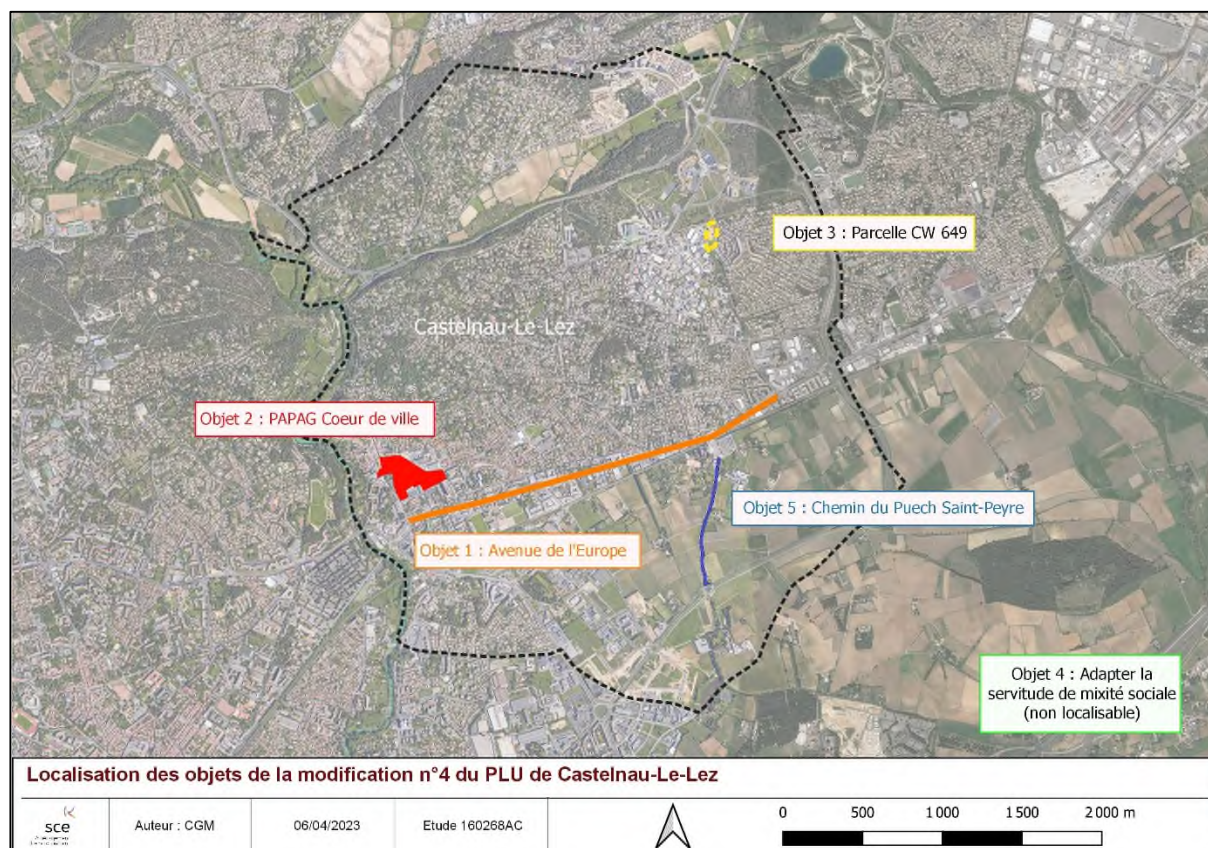 Objet 3 : Parcelle CW 649
Castelnau-Le-Lez
Objet 2 : PAPAG Coeur de ville
Objet 5 : Chemin du Puech Saint-Peyre
Objet 1 : Avenue de l'Europe
Objet 4 : Adapter la
servitude de mixité sociale
(non localisable)
Localisation des objets de la modification n°4 du PLU de Castelnau-Le-Lez
sce
Auteur : CGM
06/04/2023
Etude 160268AC
0 500 1000 1 500 2 000 m